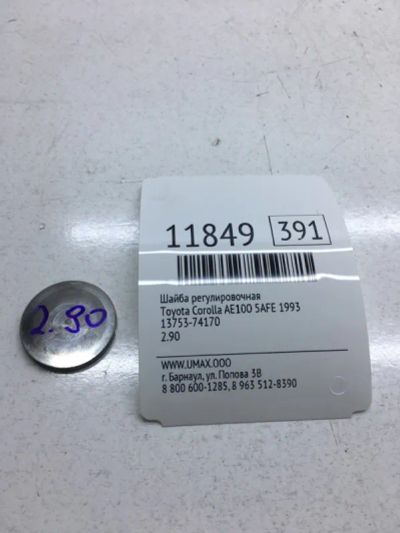 11849 391
Шайба регулировочная
Toyota Corolla AE100 5AFE 1993
13753-74170
2.90
WWW.UMAX.OOO
г. Барнаул, ул. Попова 3В
8 800 600-1285, 8 963 512-8390
2.90